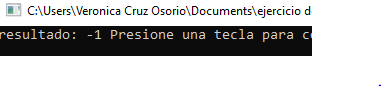 C:\Users\Veronica Cruz Osorio\Documents\ejercicio d
resultado: -1 Presione una tecla para co